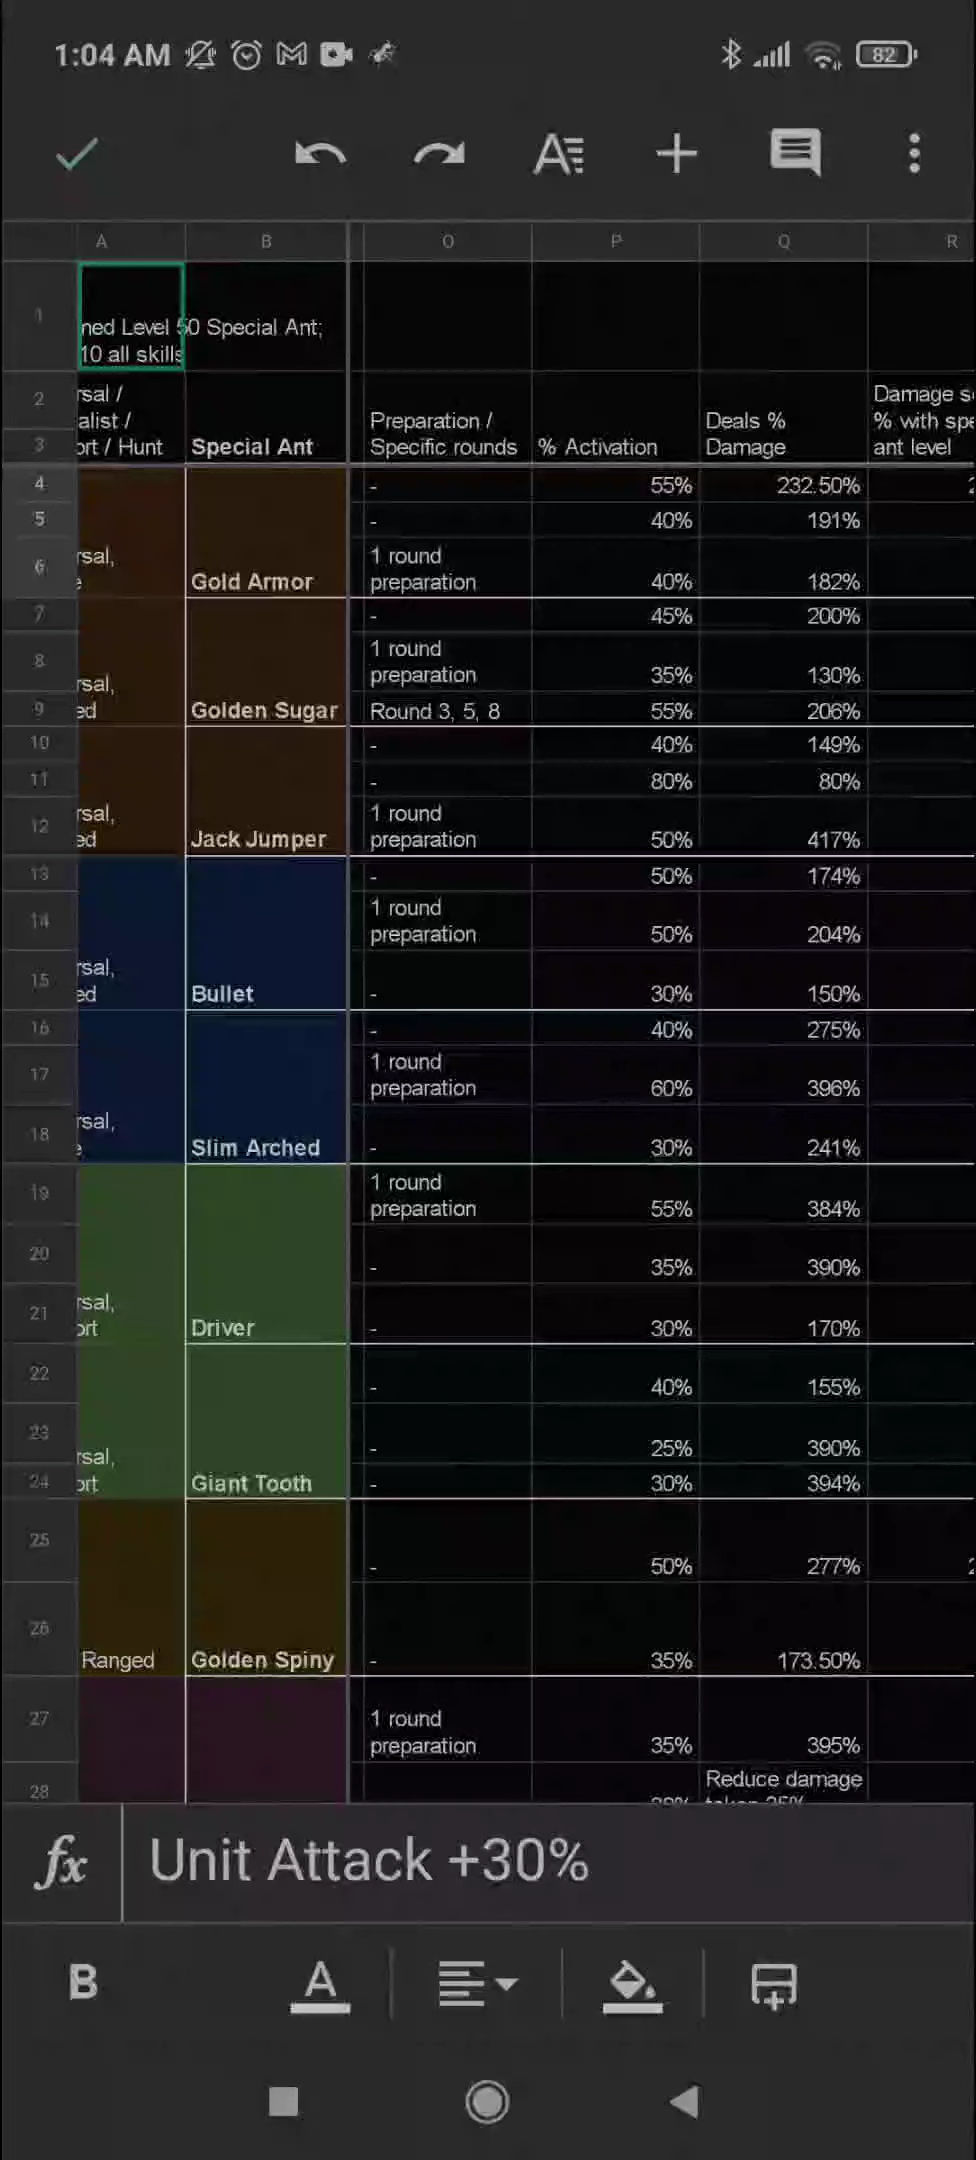 1:04 AM 82
A B O P Q R
1 ned Level 50 Special Ant;
10 all skills
2 rsal / Damage s
alist / Preparation / Deals % % with spe
3 ort / Hunt Special Ant Specific rounds % Activation Damage ant level
4 - 55% 232.50%
5 - 40% 191%
6 rsal, 1 round
Gold Armor preparation 40% 182%
7 - 45% 200%
8 1 round
preparation 35% 130%
rsal,
9 ed Golden Sugar Round 3, 5, 8 55% 206%
10 - 40% 149%
11 - 80% 80%
12 rsal, 1 round
ed Jack Jumper preparation 50% 417%
13 - 50% 174%
14 1 round
preparation 50% 204%
15 rsal,
ed Bullet - 30% 150%
16 - 40% 275%
17 1 round
preparation 60% 396%
18 rsal,
Slim Arched - 30% 241%
19 1 round
preparation 55% 384%
20 - 35% 390%
21 rsal,
ort Driver - 30% 170%
22 - 40% 155%
23 - 25% 390%
rsal,
24 ort Giant Tooth - 30% 394%
25 - 50% 277%
26 Ranged Golden Spiny - 35% 173.50%
27 1 round
preparation 35% 395%
28 Reduce damage
fx Unit Attack +30%
B A